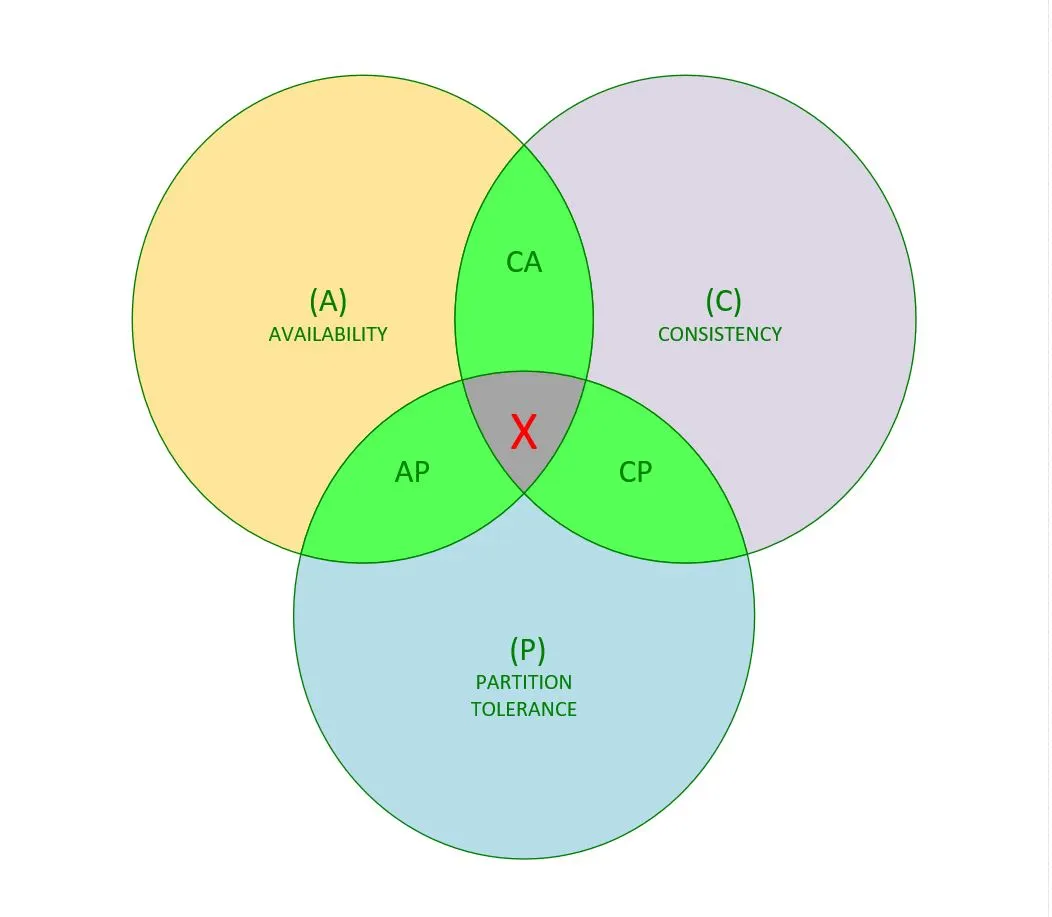 CA
(A)
AVAILABILITY
(C)
CONSISTENCY
X
AP
CP
(P)
PARTITION
TOLERANCE